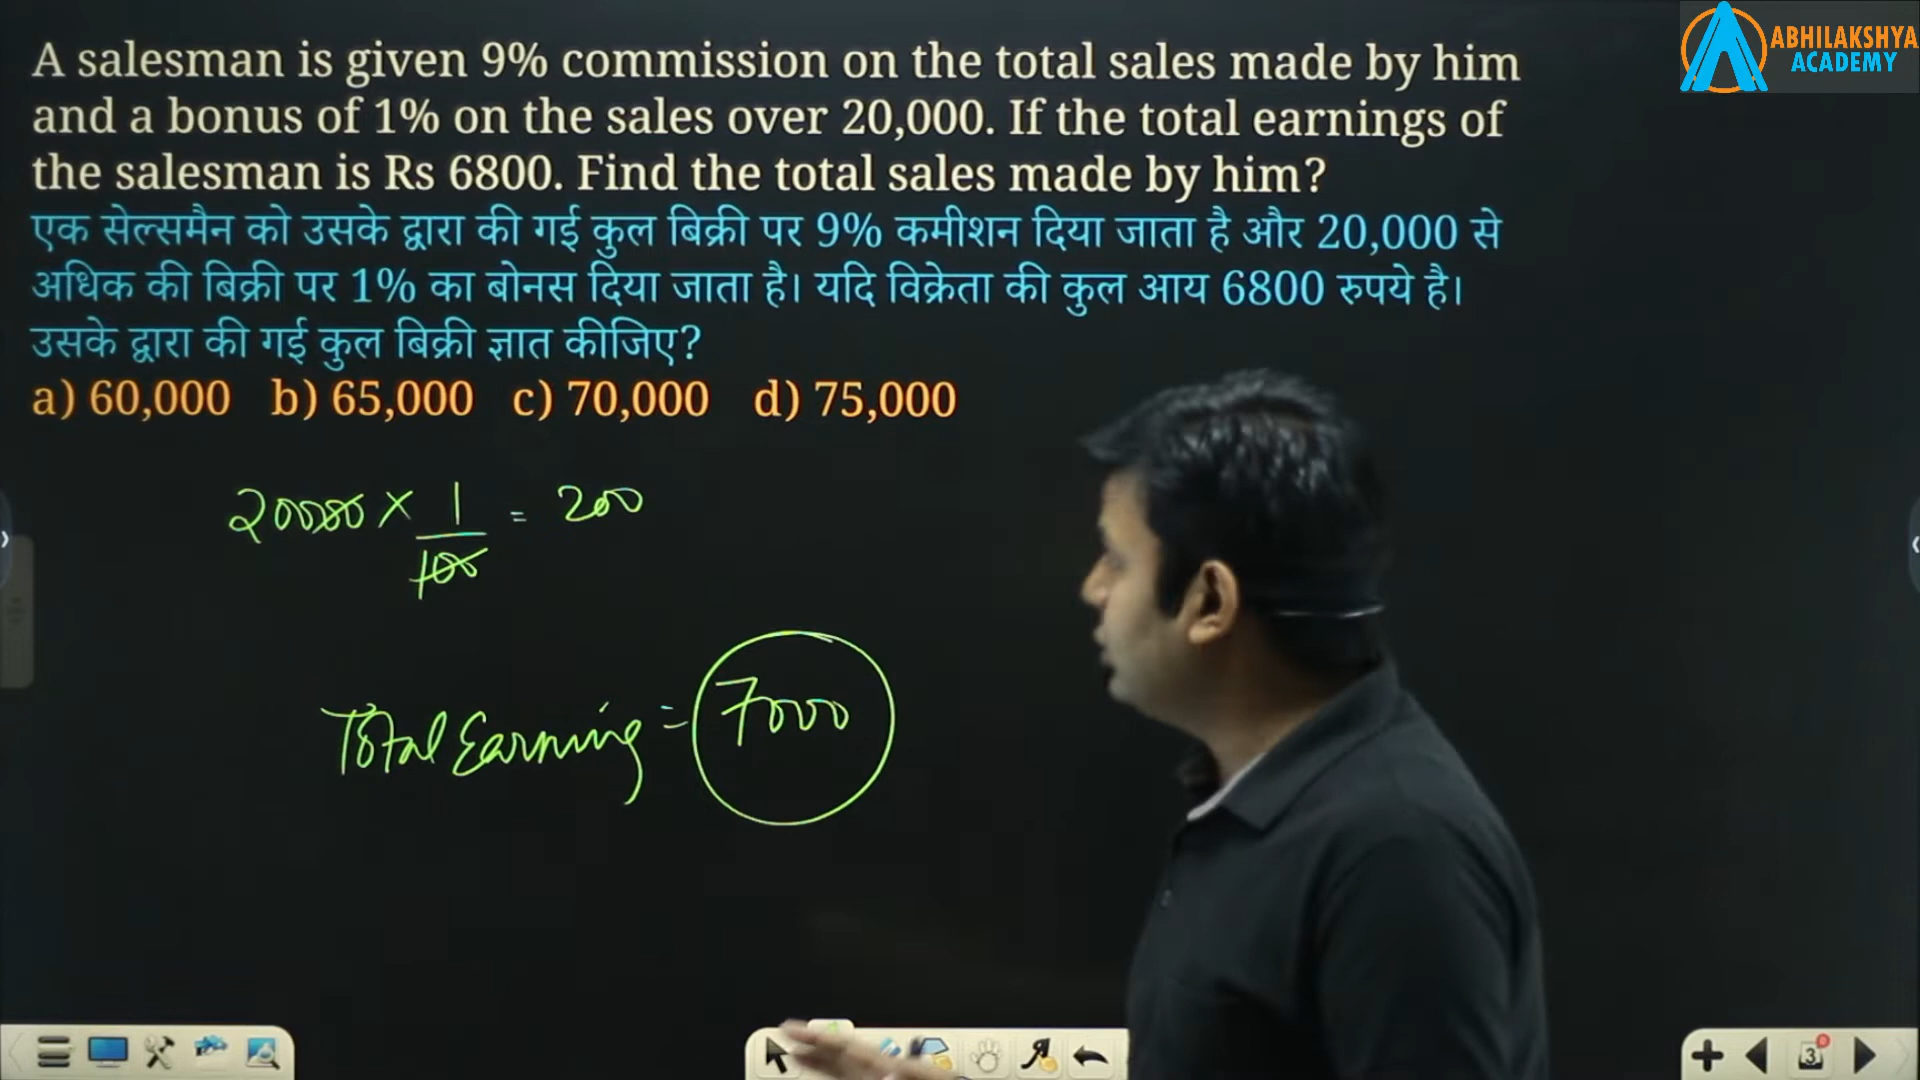 ABHILAKSHYA
ACADEMY
A salesman is given 9% commission on the total sales made by him
and a bonus of 1% on the sales over 20,000. If the total earnings of
the salesman is Rs 6800. Find the total sales made by him?
एक सेल्समैन को उसके द्वारा की गई कुल बिक्री पर 9% कमीशन दिया जाता है और 20,000 से
अधिक की बिक्री पर 1% का बोनस दिया जाता है। यदि विक्रेता की कुल आय 6800 रुपये है।
उसके द्वारा की गई कुल बिक्री ज्ञात कीजिए?
a) 60,000 b) 65,000 c) 70,000 d) 75,000
20000 × 1/100 = 200
Total Earning = 7000
3